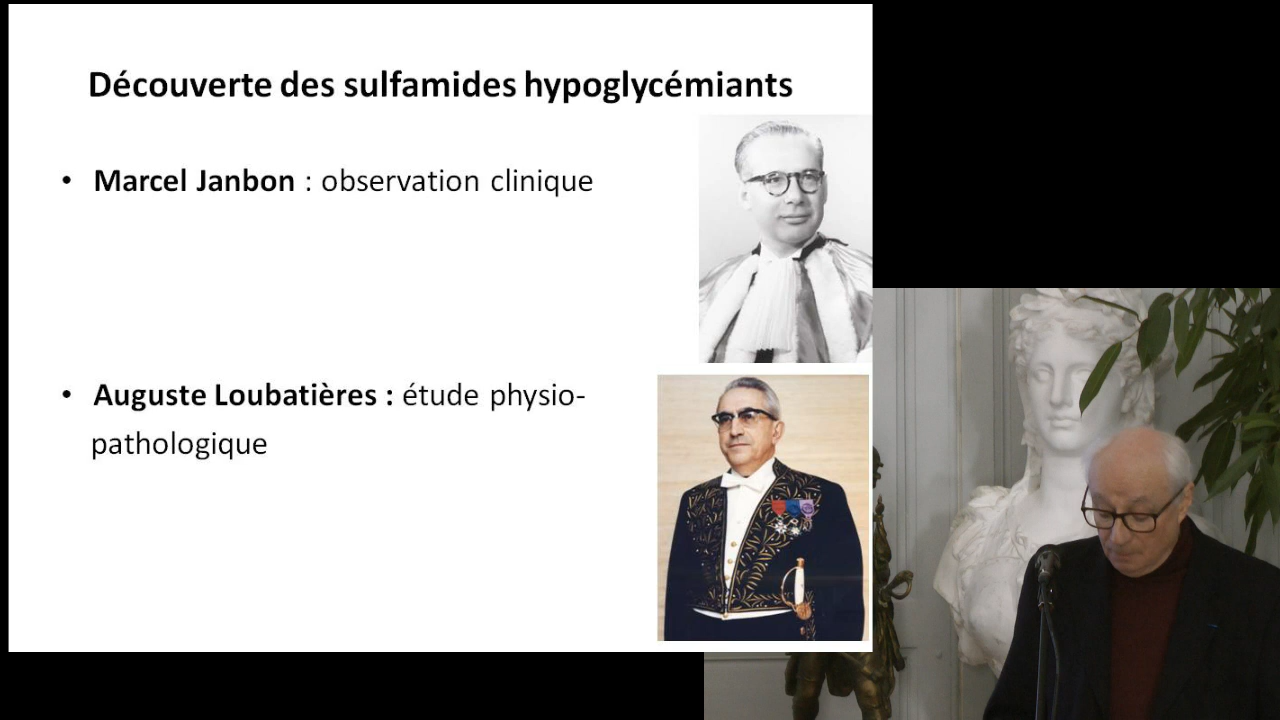 Découverte des sulfamides hypoglycémiants
• Marcel Janbon : observation clinique
• Auguste Loubatières : étude physio-
pathologique